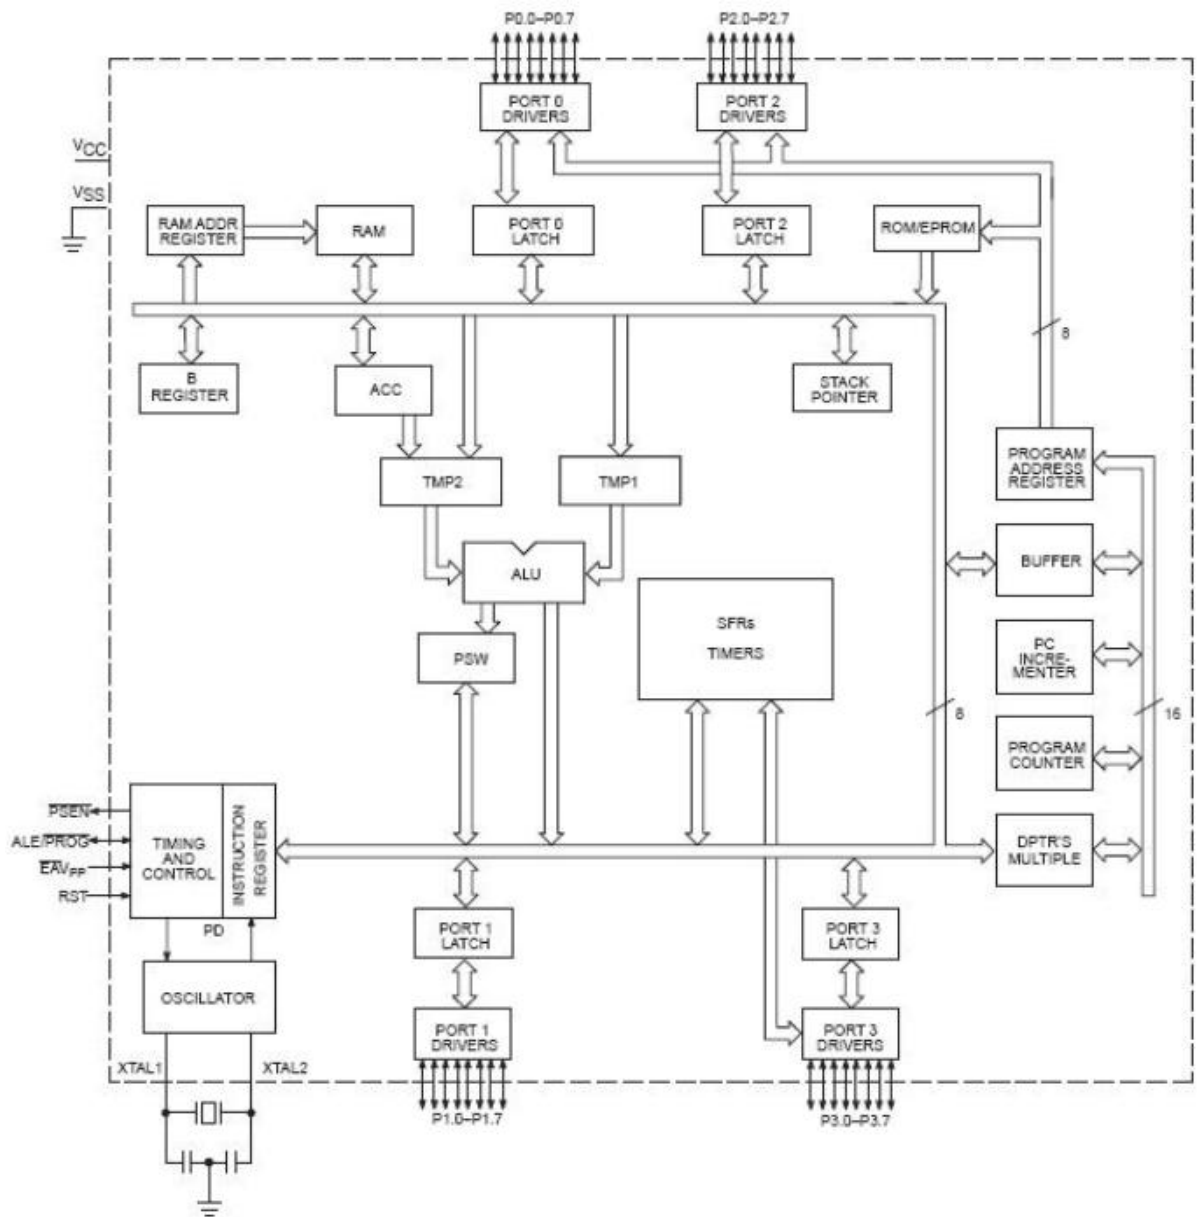 P0.0–P0.7
P2.0–P2.7
PORT 0
DRIVERS
PORT 2
DRIVERS
VCC
VSS
RAM ADDR
REGISTER
RAM
PORT 0
LATCH
PORT 2
LATCH
ROM/EPROM
8
B
REGISTER
ACC
STACK
POINTER
PROGRAM
ADDRESS
REGISTER
TMP2
TMP1
BUFFER
ALU
SFRs
TIMERS
PSW
PC
INCRE-
MENTER
8
16
PROGRAM
COUNTER
PSEN
ALE/PROG
EAVPP
RST
TIMING
AND
CONTROL
INSTRUCTION
REGISTER
DPTR'S
MULTIPLE
PD
PORT 1
LATCH
PORT 3
LATCH
OSCILLATOR
PORT 1
DRIVERS
PORT 3
DRIVERS
XTAL1
XTAL2
P1.0–P1.7
P3.0–P3.7